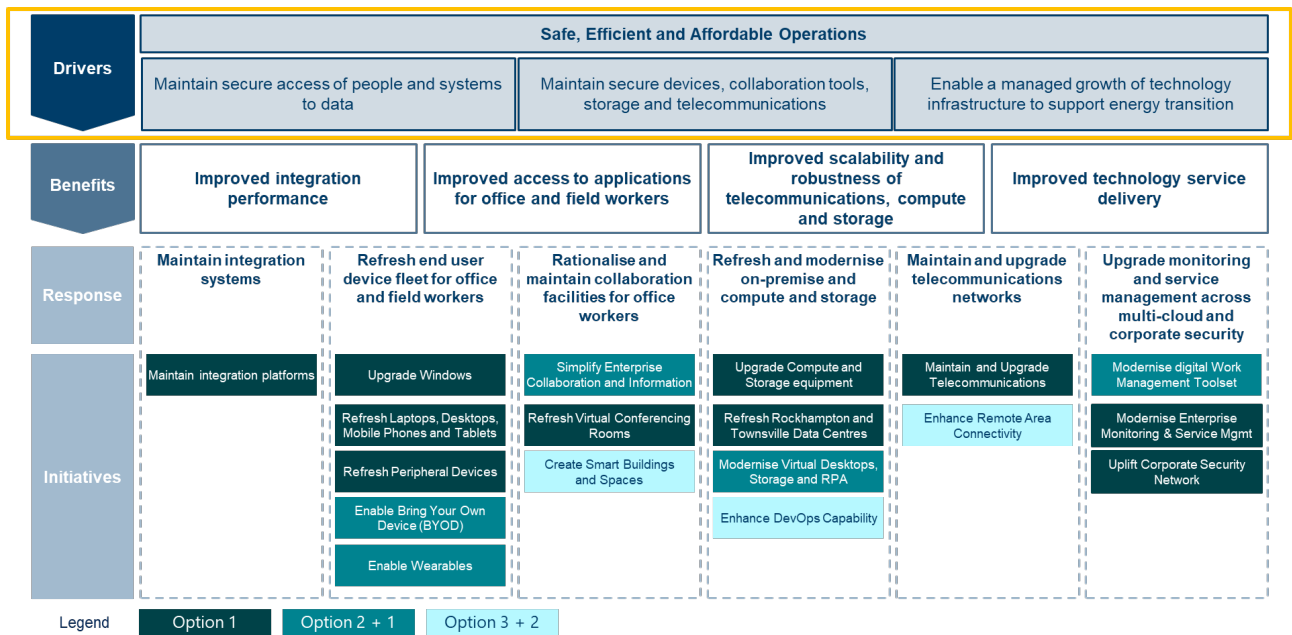 Drivers
Safe, Efficient and Affordable Operations
Maintain secure access of people and systems
to data
Maintain secure devices, collaboration tools,
storage and telecommunications
Enable a managed growth of technology
infrastructure to support energy transition
Benefits
Improved integration
performance
Improved access to applications
for office and field workers
Improved scalability and
robustness of
telecommunications, compute
and storage
Improved technology service
delivery
Response
Maintain integration
systems
Refresh end user
device fleet for office
and field workers
Rationalise and
maintain collaboration
facilities for office
workers
Refresh and modernise
on-premise and
compute and storage
Maintain and upgrade
telecommunications
networks
Upgrade monitoring
and service
management across
multi-cloud and
corporate security
Initiatives
Maintain integration platforms
Upgrade Windows
Refresh Laptops, Desktops,
Mobile Phones and Tablets
Refresh Peripheral Devices
Enable Bring Your Own
Device (BYOD)
Enable Wearables
Simplify Enterprise
Collaboration and Information
Refresh Virtual Conferencing
Rooms
Create Smart Buildings
and Spaces
Upgrade Compute and
Storage equipment
Refresh Rockhampton and
Townsville Data Centres
Modernise Virtual Desktops,
Storage and RPA
Enhance DevOps Capability
Maintain and Upgrade
Telecommunications
Enhance Remote Area
Connectivity
Modernise digital Work
Management Toolset
Modernise Enterprise
Monitoring & Service Mgmt
Uplift Corporate Security
Network
Legend
Option 1
Option 2 + 1
Option 3 + 2